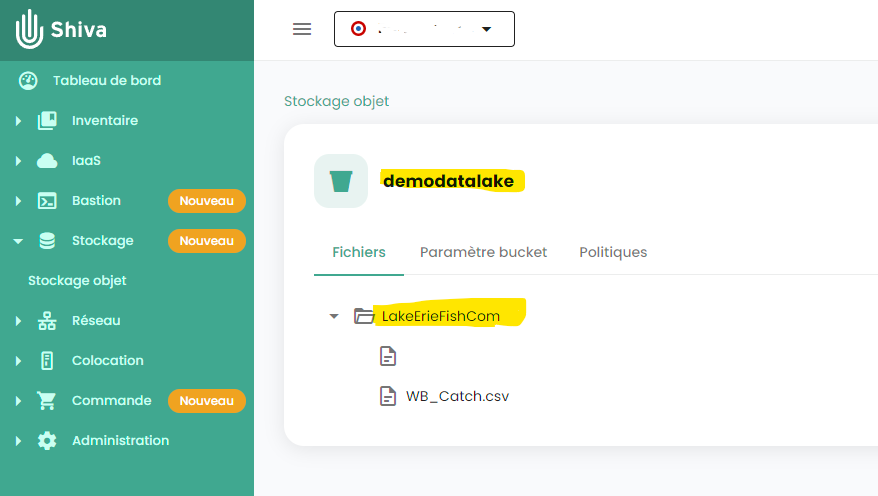 Shiva
Tableau de bord
Inventaire
IaaS
Bastion Nouveau
Stockage Nouveau
Stockage objet
Réseau
Colocation
Commande Nouveau
Administration
Stockage objet
demodatalake
Fichiers Paramètre bucket Politiques
LakeErieFishCom
WB_Catch.csv